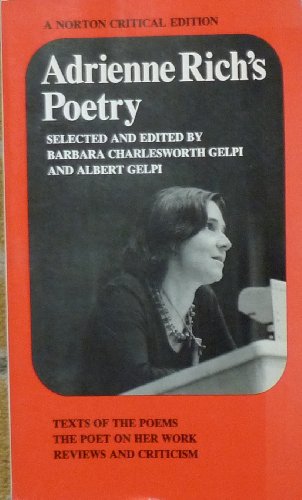 A NORTON CRITICAL EDITION
Adrienne Rich's
Poetry
SELECTED AND EDITED BY
BARBARA CHARLESWORTH GELPI
AND ALBERT GELPI
TEXTS OF THE POEMS
THE POET ON HER WORK
REVIEWS AND CRITICISM